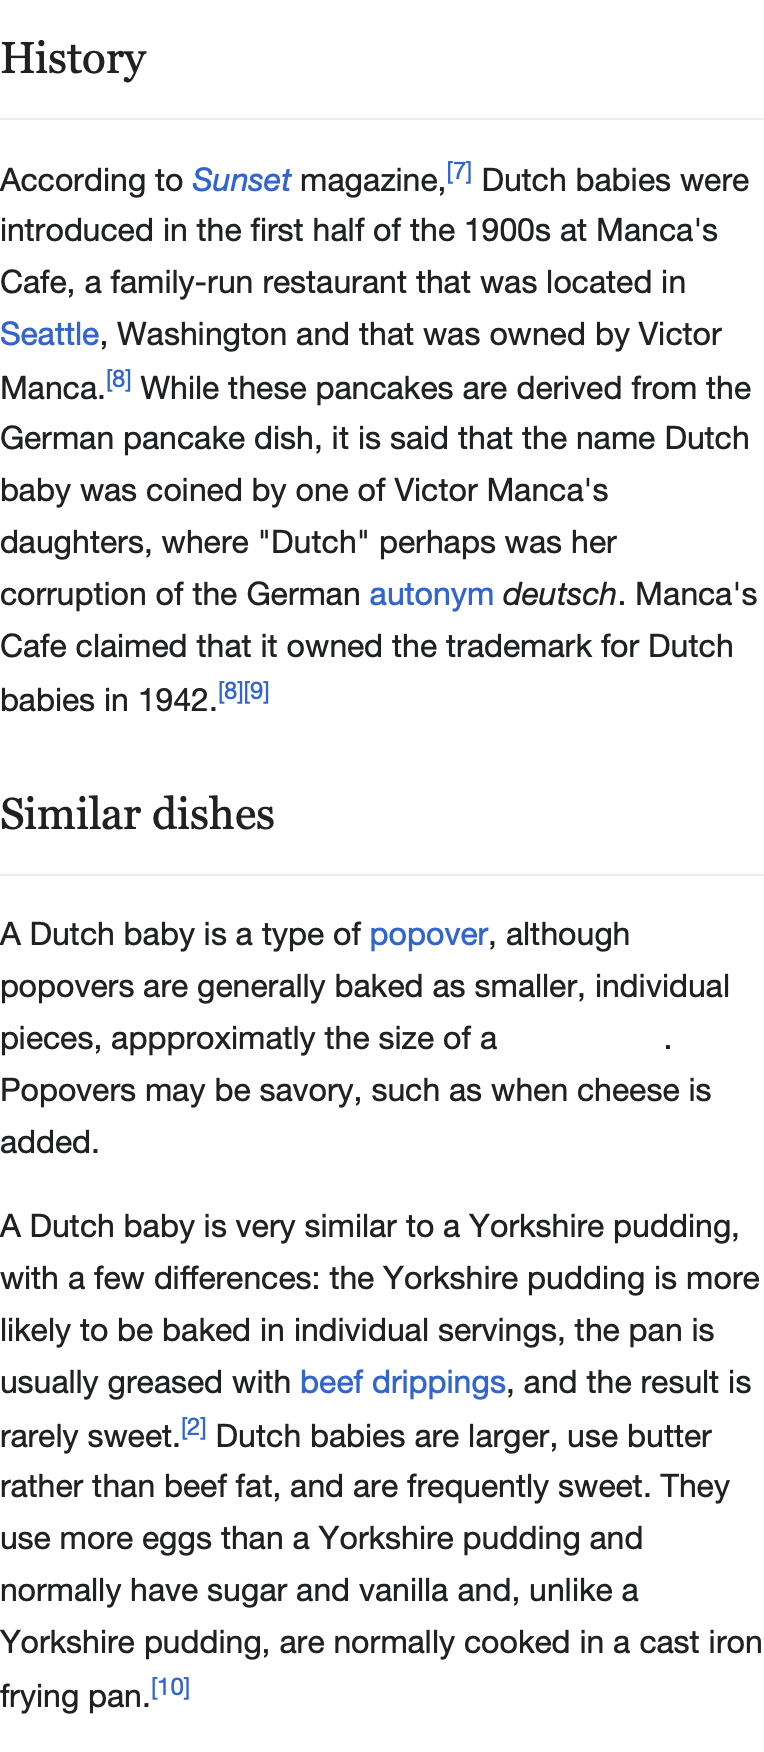 History
According to Sunset magazine,[7] Dutch babies were
introduced in the first half of the 1900s at Manca's
Cafe, a family-run restaurant that was located in
Seattle, Washington and that was owned by Victor
Manca.[8] While these pancakes are derived from the
German pancake dish, it is said that the name Dutch
baby was coined by one of Victor Manca's
daughters, where "Dutch" perhaps was her
corruption of the German autonym deutsch. Manca's
Cafe claimed that it owned the trademark for Dutch
babies in 1942.[8][9]
Similar dishes
A Dutch baby is a type of popover, although
popovers are generally baked as smaller, individual
pieces, appproximatly the size of a .
Popovers may be savory, such as when cheese is
added.
A Dutch baby is very similar to a Yorkshire pudding,
with a few differences: the Yorkshire pudding is more
likely to be baked in individual servings, the pan is
usually greased with beef drippings, and the result is
rarely sweet.[2] Dutch babies are larger, use butter
rather than beef fat, and are frequently sweet. They
use more eggs than a Yorkshire pudding and
normally have sugar and vanilla and, unlike a
Yorkshire pudding, are normally cooked in a cast iron
frying pan.[10]